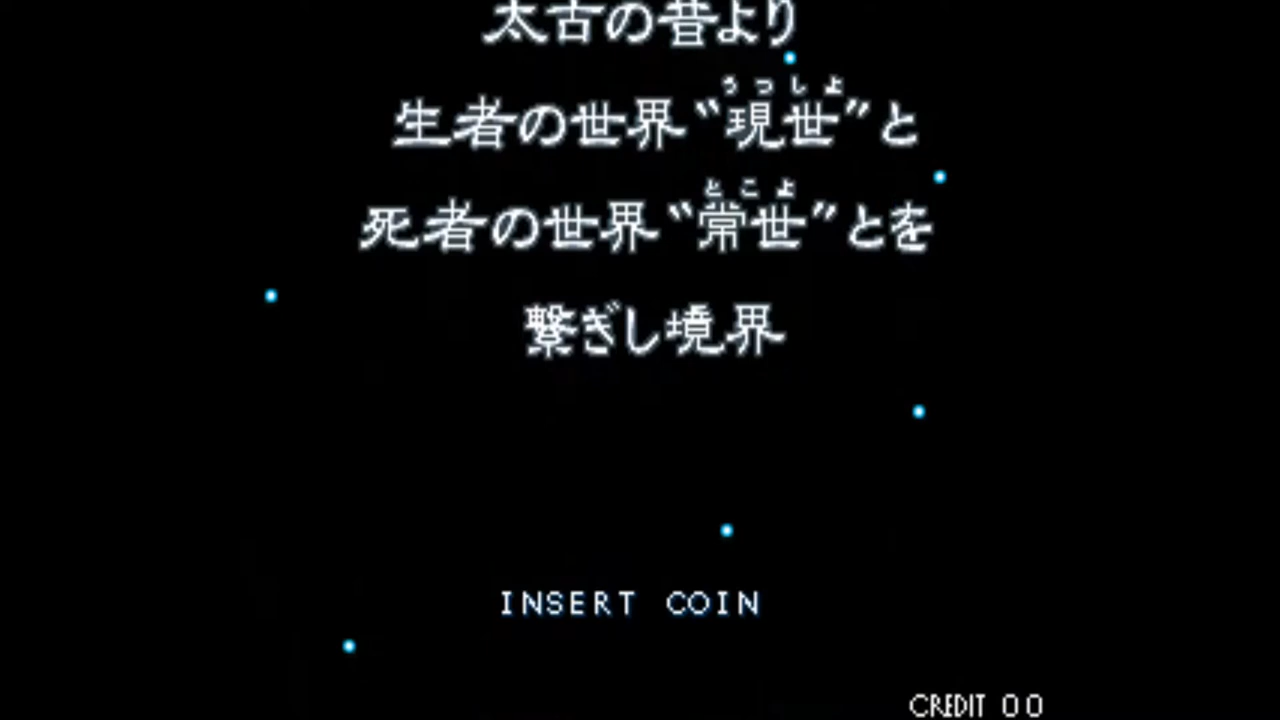 太古の昔より
うつしよ
生者の世界〝現世〟と
とこよ
死者の世界〝常世〟とを
繋ぎし境界
INSERT COIN
CREDIT 00